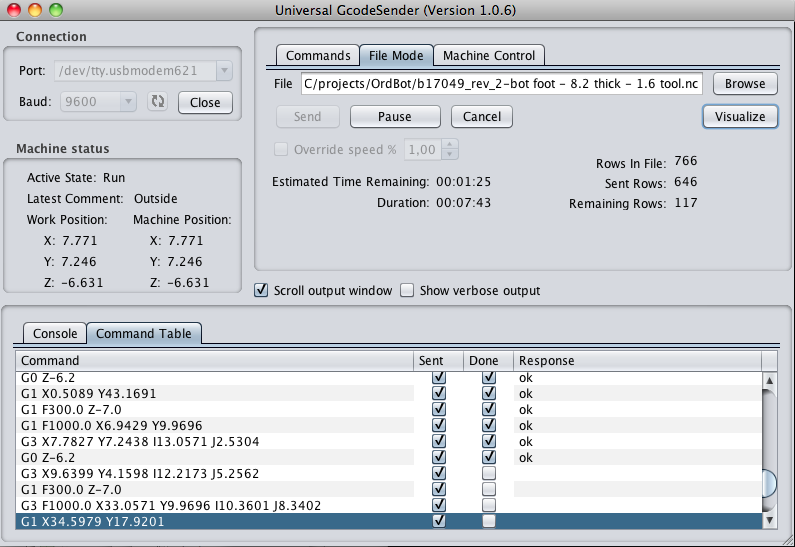 Universal GcodeSender (Version 1.0.6)
Connection
Port: /dev/tty.usbmodem621
Baud: 9600 Close
Machine status
Active State: Run
Latest Comment: Outside
Work Position: Machine Position:
X: 7.771 X: 7.771
Y: 7.246 Y: 7.246
Z: -6.631 Z: -6.631
Commands File Mode Machine Control
File C/projects/OrdBot/b17049_rev_2-bot foot - 8.2 thick - 1.6 tool.nc Browse
Send Pause Cancel Visualize
Override speed % 1,00
Rows In File: 766
Estimated Time Remaining: 00:01:25 Sent Rows: 646
Duration: 00:07:43 Remaining Rows: 117
Scroll output window Show verbose output
Console Command Table
Command Sent Done Response
G0 Z-6.2 ok
G1 X0.5089 Y43.1691 ok
G1 F300.0 Z-7.0 ok
G1 F1000.0 X6.9429 Y9.9696 ok
G3 X7.7827 Y7.2438 I13.0571 J2.5304 ok
G0 Z-6.2 ok
G3 X9.6399 Y4.1598 I12.2173 J5.2562
G1 F300.0 Z-7.0
G3 F1000.0 X33.0571 Y9.9696 I10.3601 J8.3402
G1 X34.5979 Y17.9201